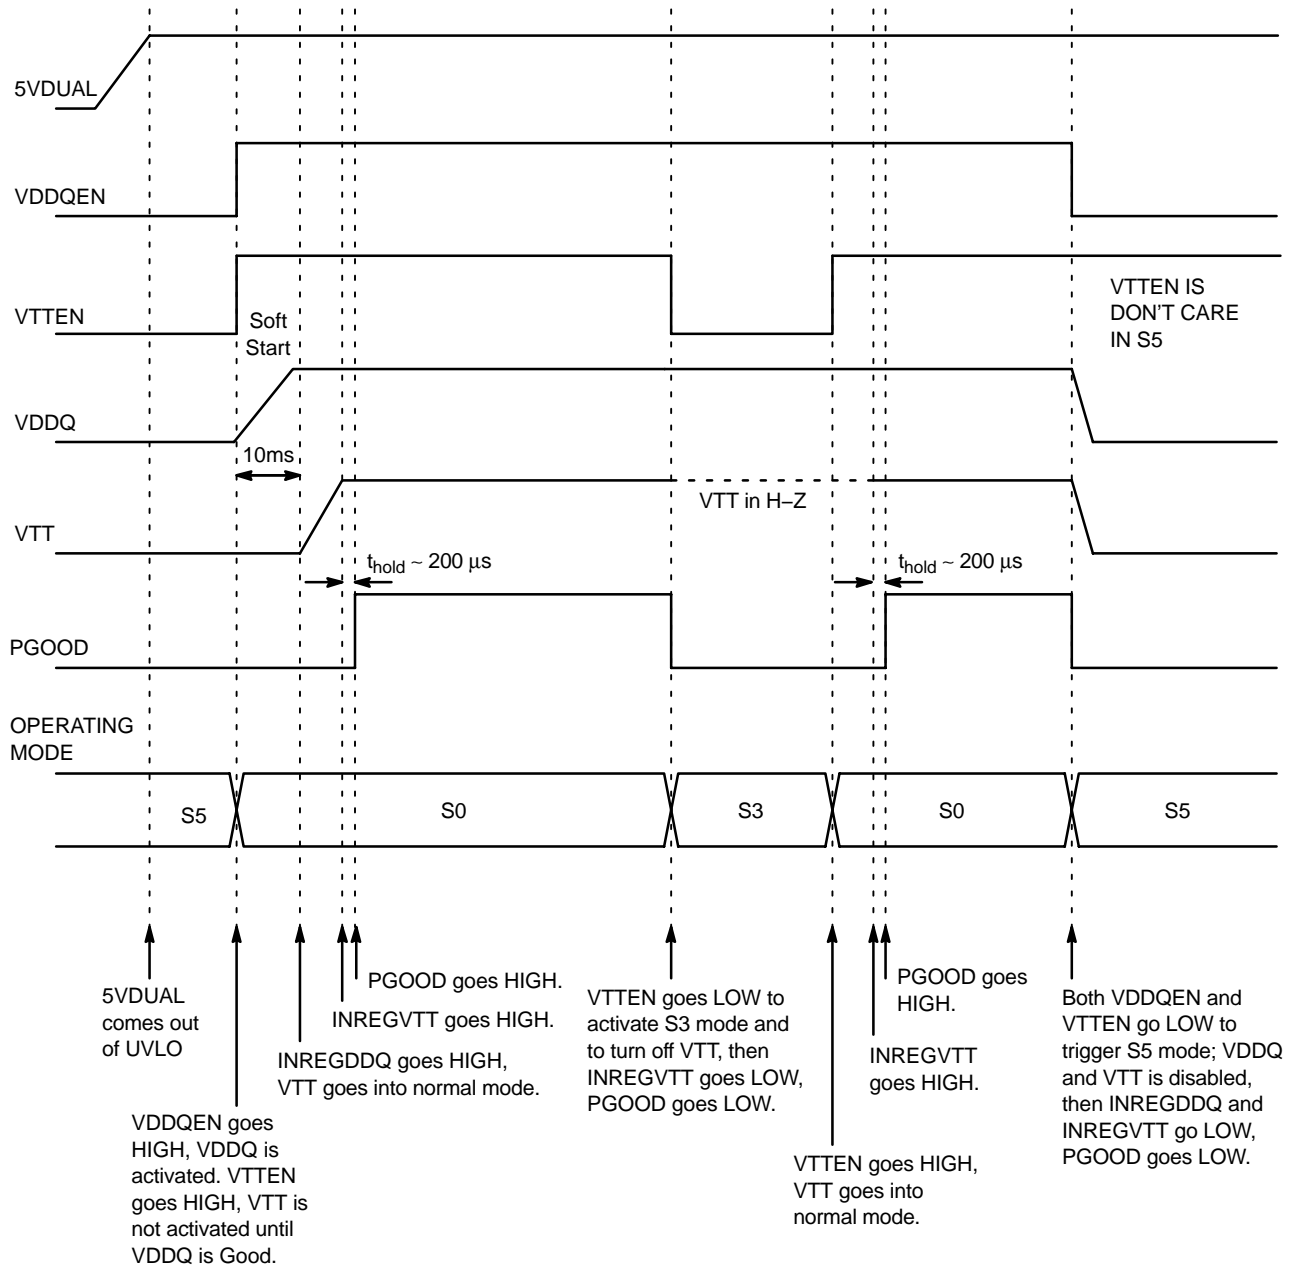 5VDUAL
VDDQEN
VTTEN
Soft
Start
VTTEN IS
DON'T CARE
IN S5
VDDQ
10ms
VTT in H–Z
VTT
thold ~ 200 μs
thold ~ 200 μs
PGOOD
OPERATING
MODE
S5
S0
S3
S0
S5
5VDUAL
comes out
of UVLO
VDDQEN goes
HIGH, VDDQ is
activated. VTTEN
goes HIGH, VTT is
not activated until
VDDQ is Good.
INREGDDQ goes HIGH,
VTT goes into normal mode.
INREGVTT goes HIGH.
PGOOD goes HIGH.
VTTEN goes LOW to
activate S3 mode and
to turn off VTT, then
INREGVTT goes LOW,
PGOOD goes LOW.
VTTEN goes HIGH,
VTT goes into
normal mode.
INREGVTT
goes HIGH.
PGOOD goes
HIGH.
Both VDDQEN and
VTTEN go LOW to
trigger S5 mode; VDDQ
and VTT is disabled,
then INREGDDQ and
INREGVTT go LOW,
PGOOD goes LOW.